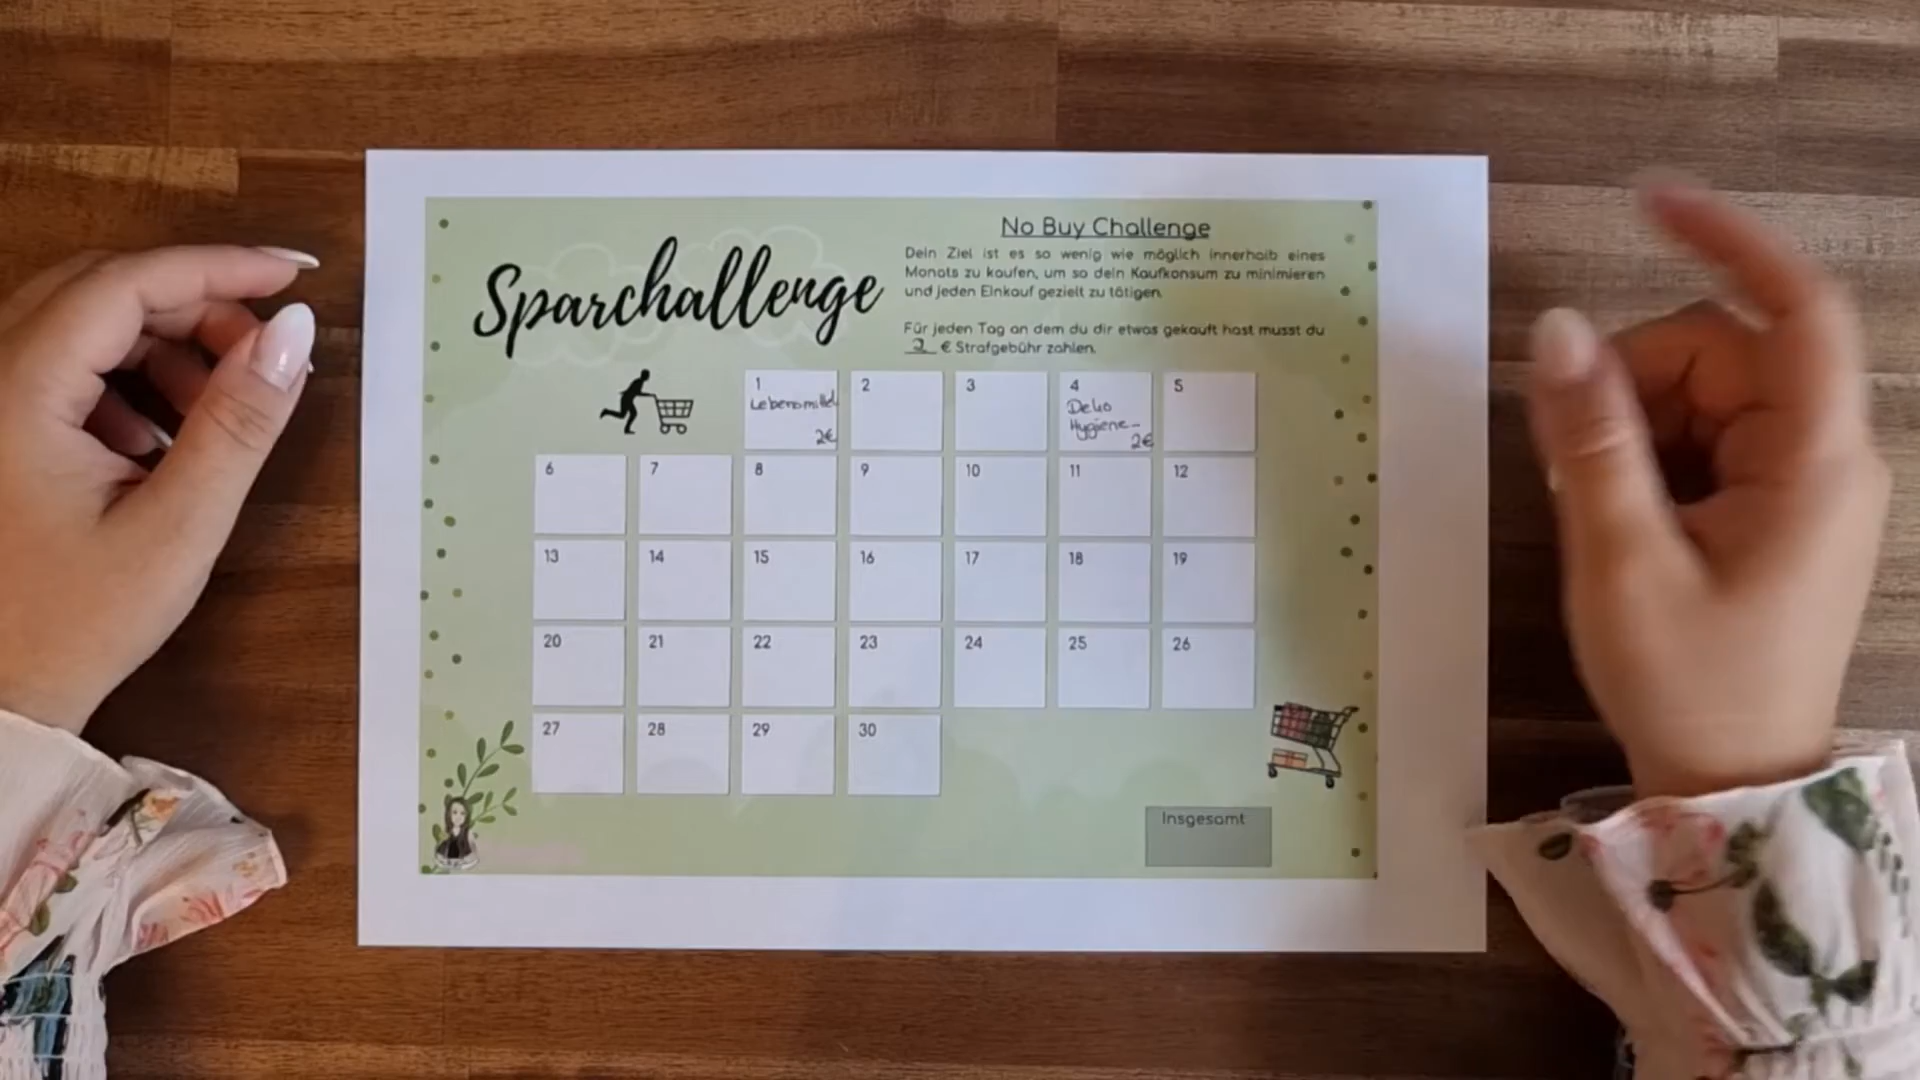 Sparchallenge
No Buy Challenge
Dein Ziel ist es so wenig wie möglich innerhalb eines
Monats zu kaufen, um so dein Kaufkonsum zu minimieren
und jeden Einkauf gezielt zu tätigen.
Für jeden Tag an dem du dir etwas gekauft hast musst du
2 € Strafgebühr zahlen.
1
Lebensmittel
2€
2
3
4
Deko
Hygiene-
2€
5
6
7
8
9
10
11
12
13
14
15
16
17
18
19
20
21
22
23
24
25
26
27
28
29
30
Insgesamt